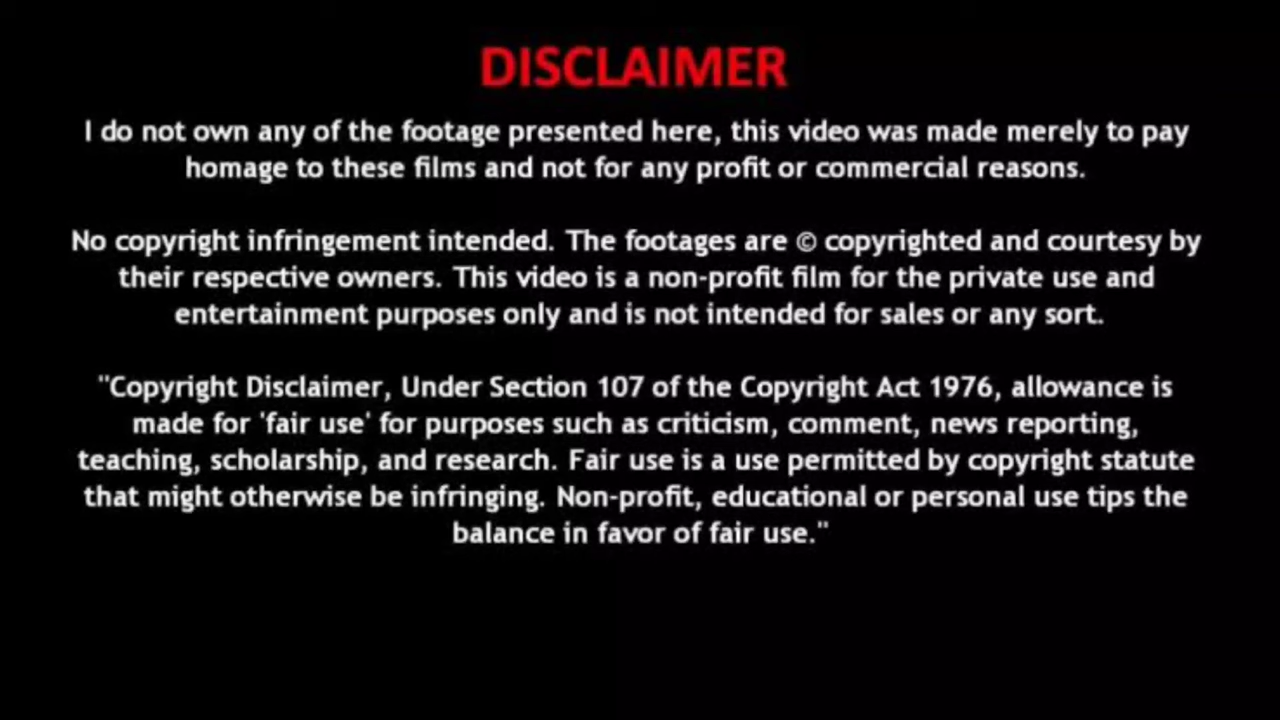 DISCLAIMER
I do not own any of the footage presented here, this video was made merely to pay
homage to these films and not for any profit or commercial reasons.
No copyright infringement intended. The footages are © copyrighted and courtesy by
their respective owners. This video is a non-profit film for the private use and
entertainment purposes only and is not intended for sales or any sort.
"Copyright Disclaimer, Under Section 107 of the Copyright Act 1976, allowance is
made for 'fair use' for purposes such as criticism, comment, news reporting,
teaching, scholarship, and research. Fair use is a use permitted by copyright statute
that might otherwise be infringing. Non-profit, educational or personal use tips the
balance in favor of fair use."